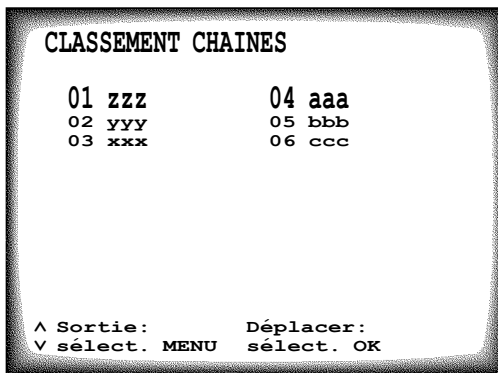 CLASSEMENT CHAINES
01 zzz 04 aaa
02 yyy 05 bbb
03 xxx 06 ccc
∧ Sortie: Déplacer:
∨ sélect. MENU sélect. OK